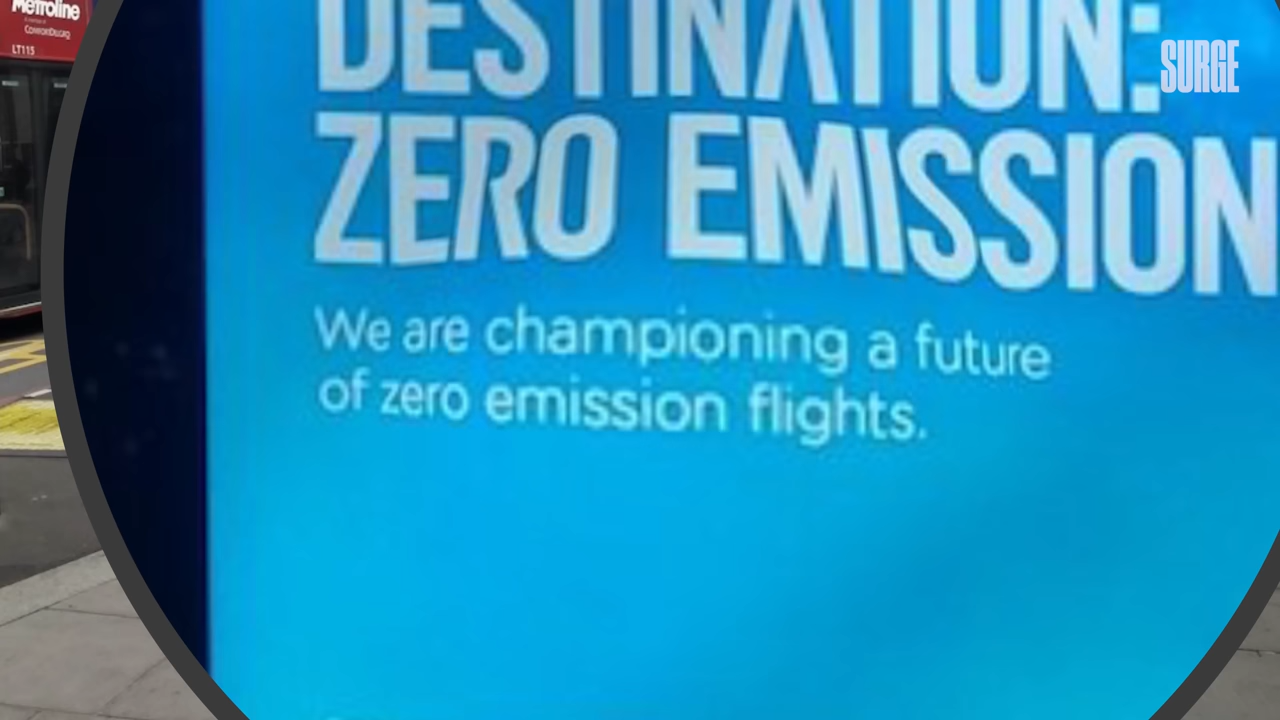 Metroline
LT115
SURGE
DESTINATION:
ZERO EMISSION
We are championing a future
of zero emission flights.